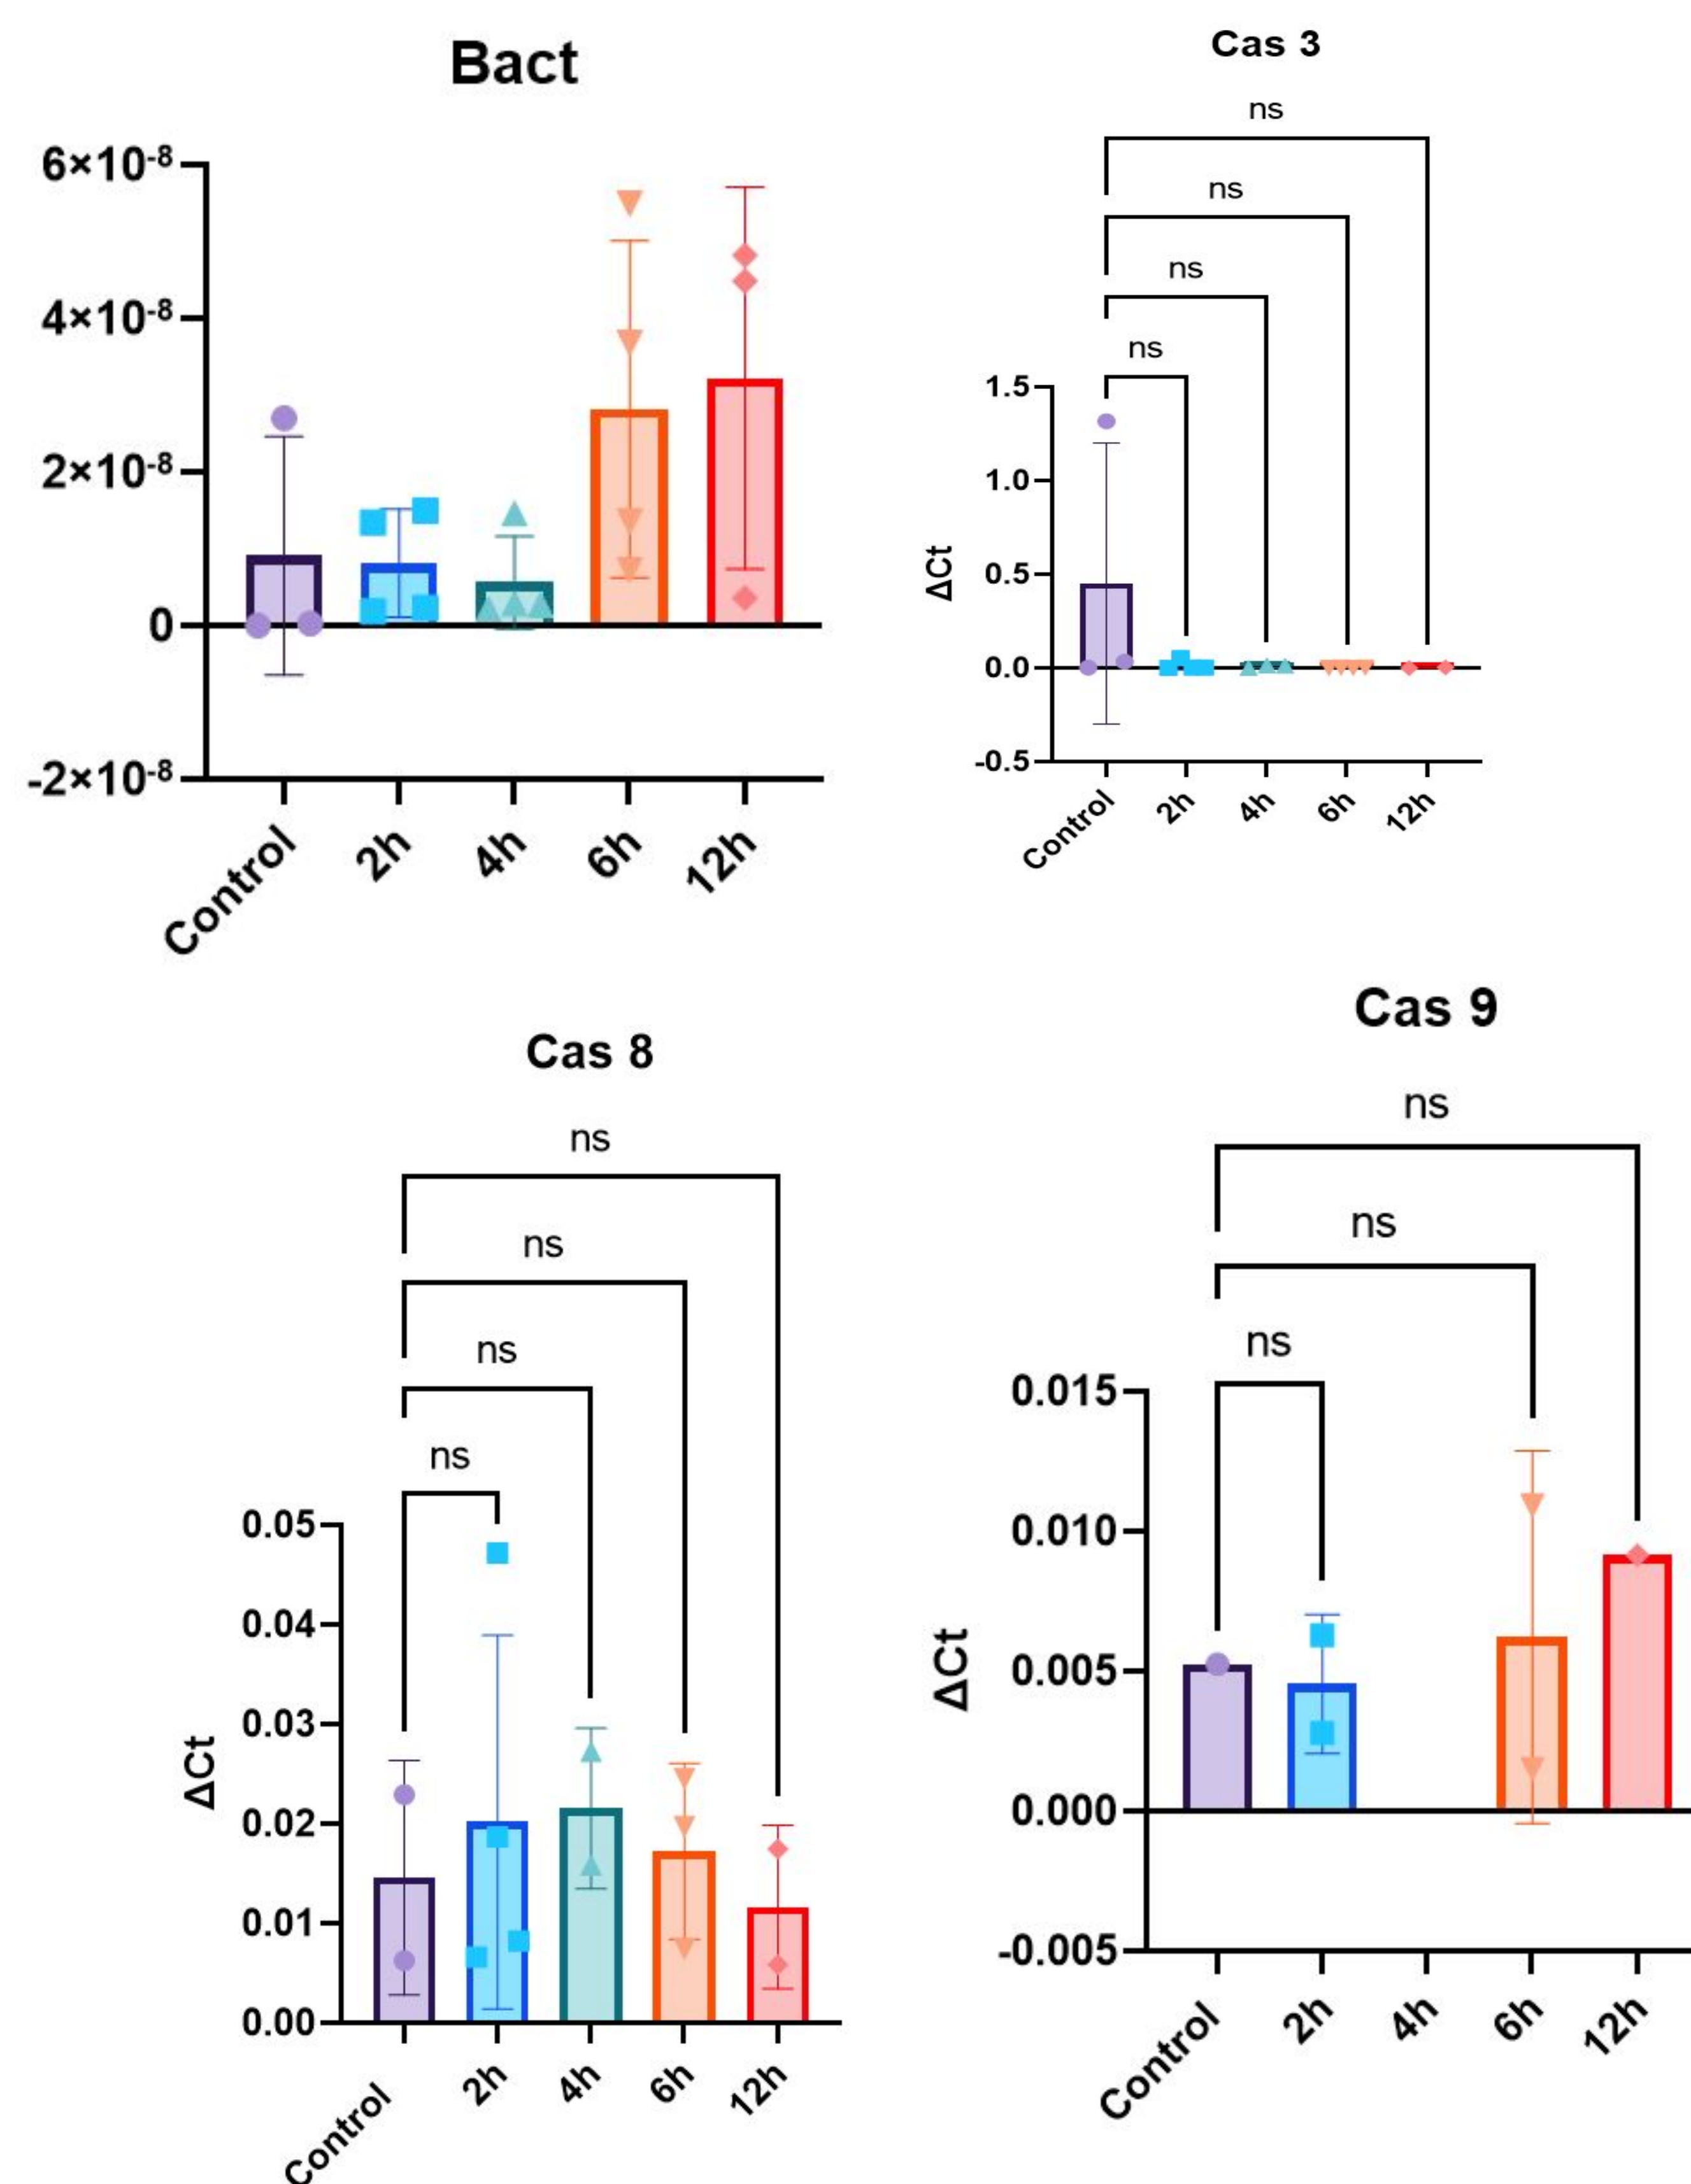 Bact
6×10⁻⁸
4×10⁻⁸
2×10⁻⁸
0
-2×10⁻⁸
Control
2h
4h
6h
12h
Cas 3
ns
ns
ns
ns
ΔCt
1.5
1.0
0.5
0.0
-0.5
Control
2h
4h
6h
12h
Cas 8
ns
ns
ns
ns
ΔCt
0.05
0.04
0.03
0.02
0.01
0.00
Control
2h
4h
6h
12h
Cas 9
ns
ns
ns
ΔCt
0.015
0.010
0.005
0.000
-0.005
Control
2h
4h
6h
12h